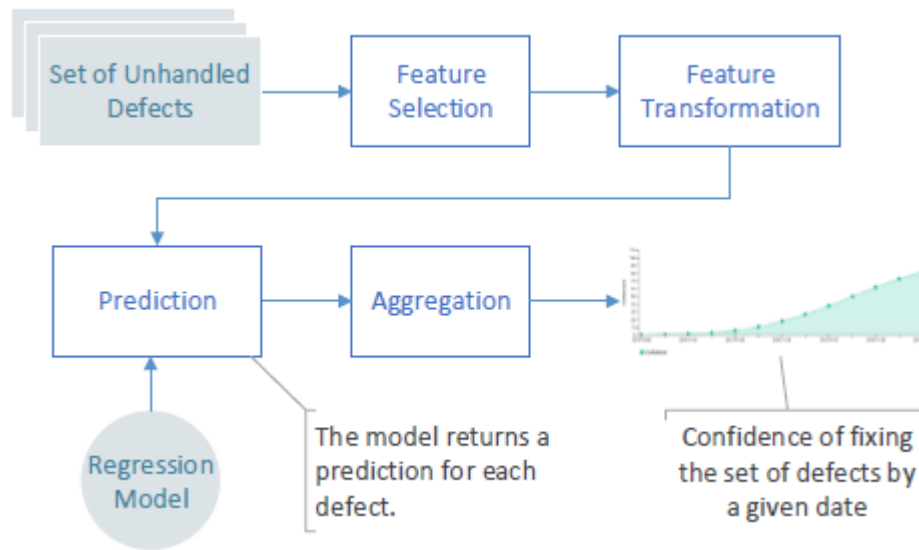 Set of Unhandled
Defects
Feature
Selection
Feature
Transformation
Prediction
Aggregation
Regression
Model
The model returns a
prediction for each
defect.
Confidence of fixing
the set of defects by
a given date